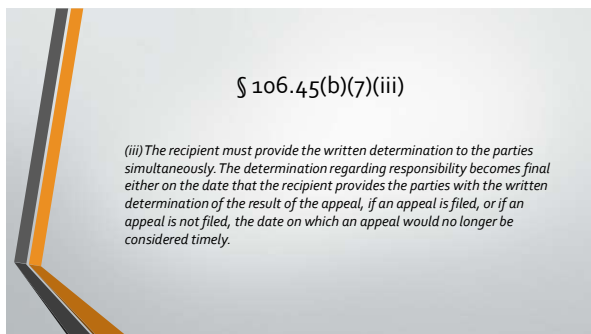 § 106.45(b)(7)(iii)
(iii) The recipient must provide the written determination to the parties
simultaneously. The determination regarding responsibility becomes final
either on the date that the recipient provides the parties with the written
determination of the result of the appeal, if an appeal is filed, or if an
appeal is not filed, the date on which an appeal would no longer be
considered timely.